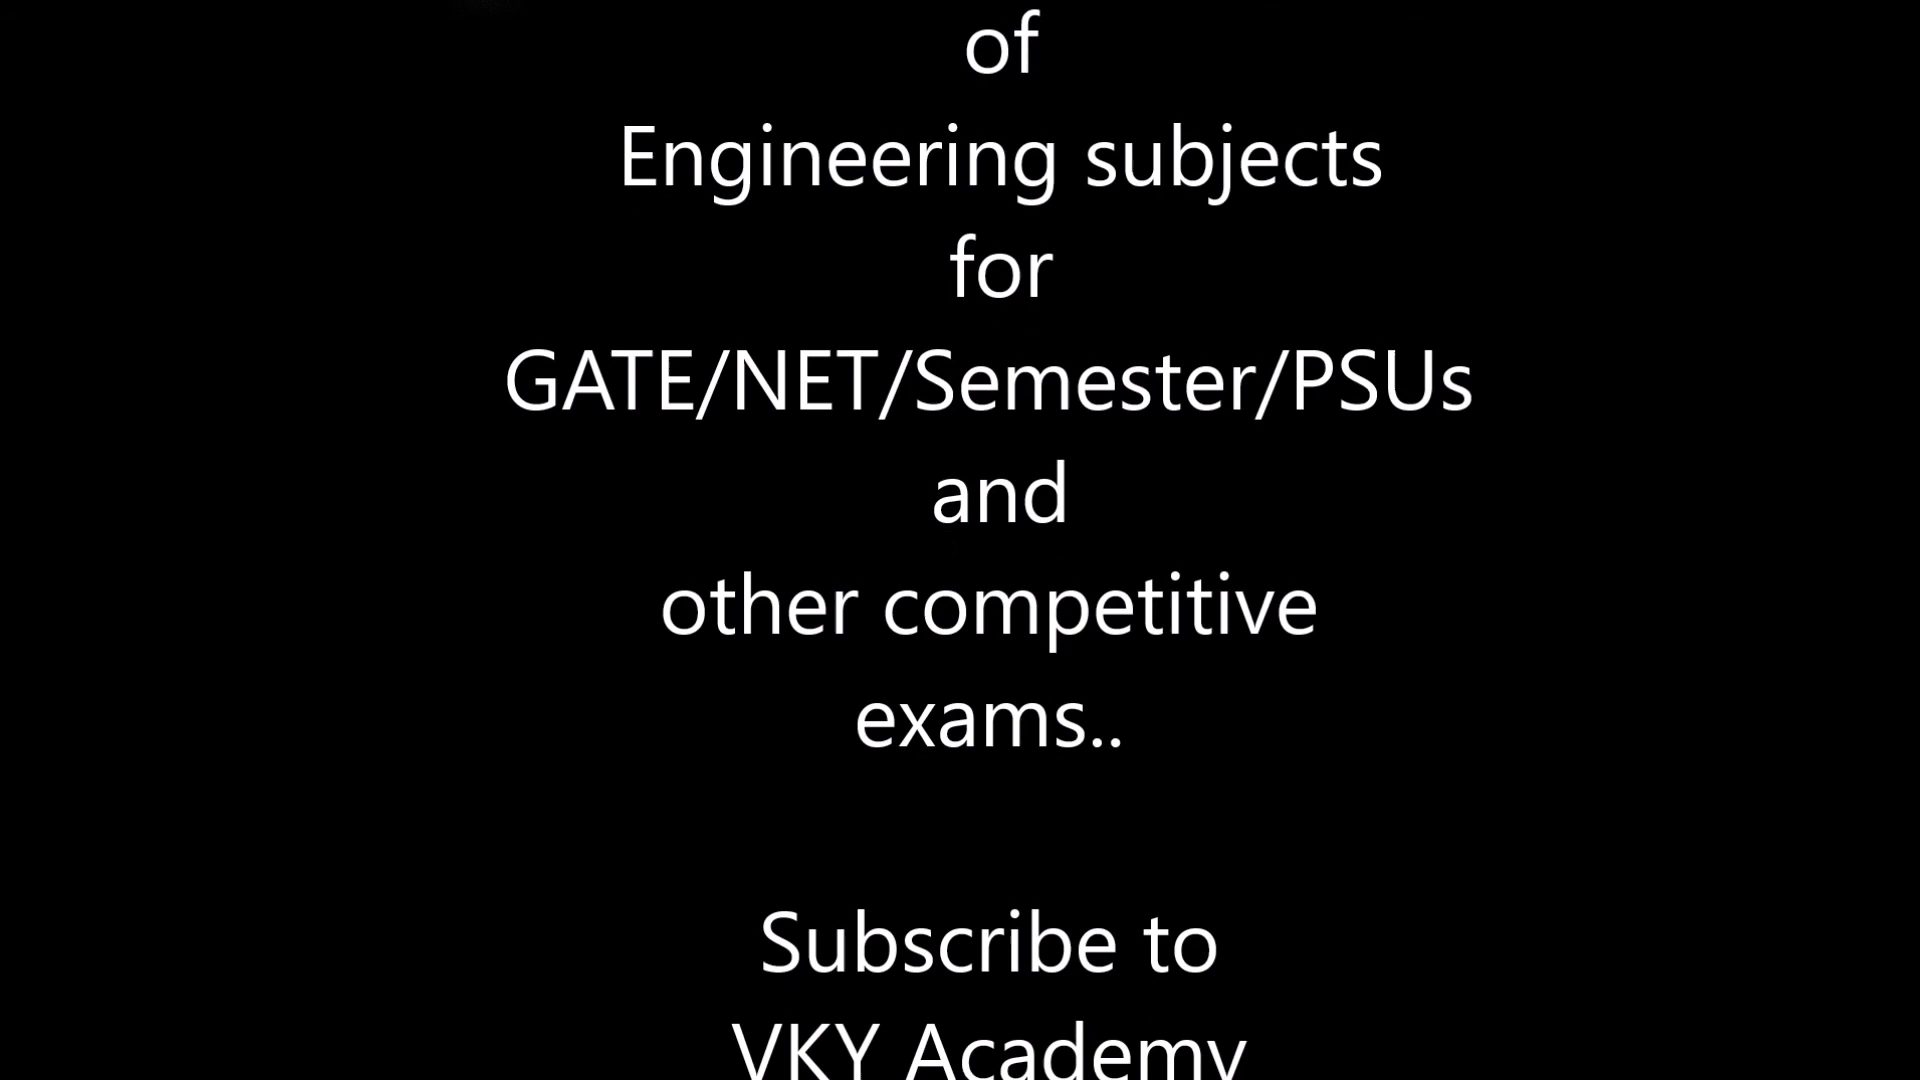 of
Engineering subjects
for
GATE/NET/Semester/PSUs
and
other competitive
exams..
Subscribe to
VKY Academy